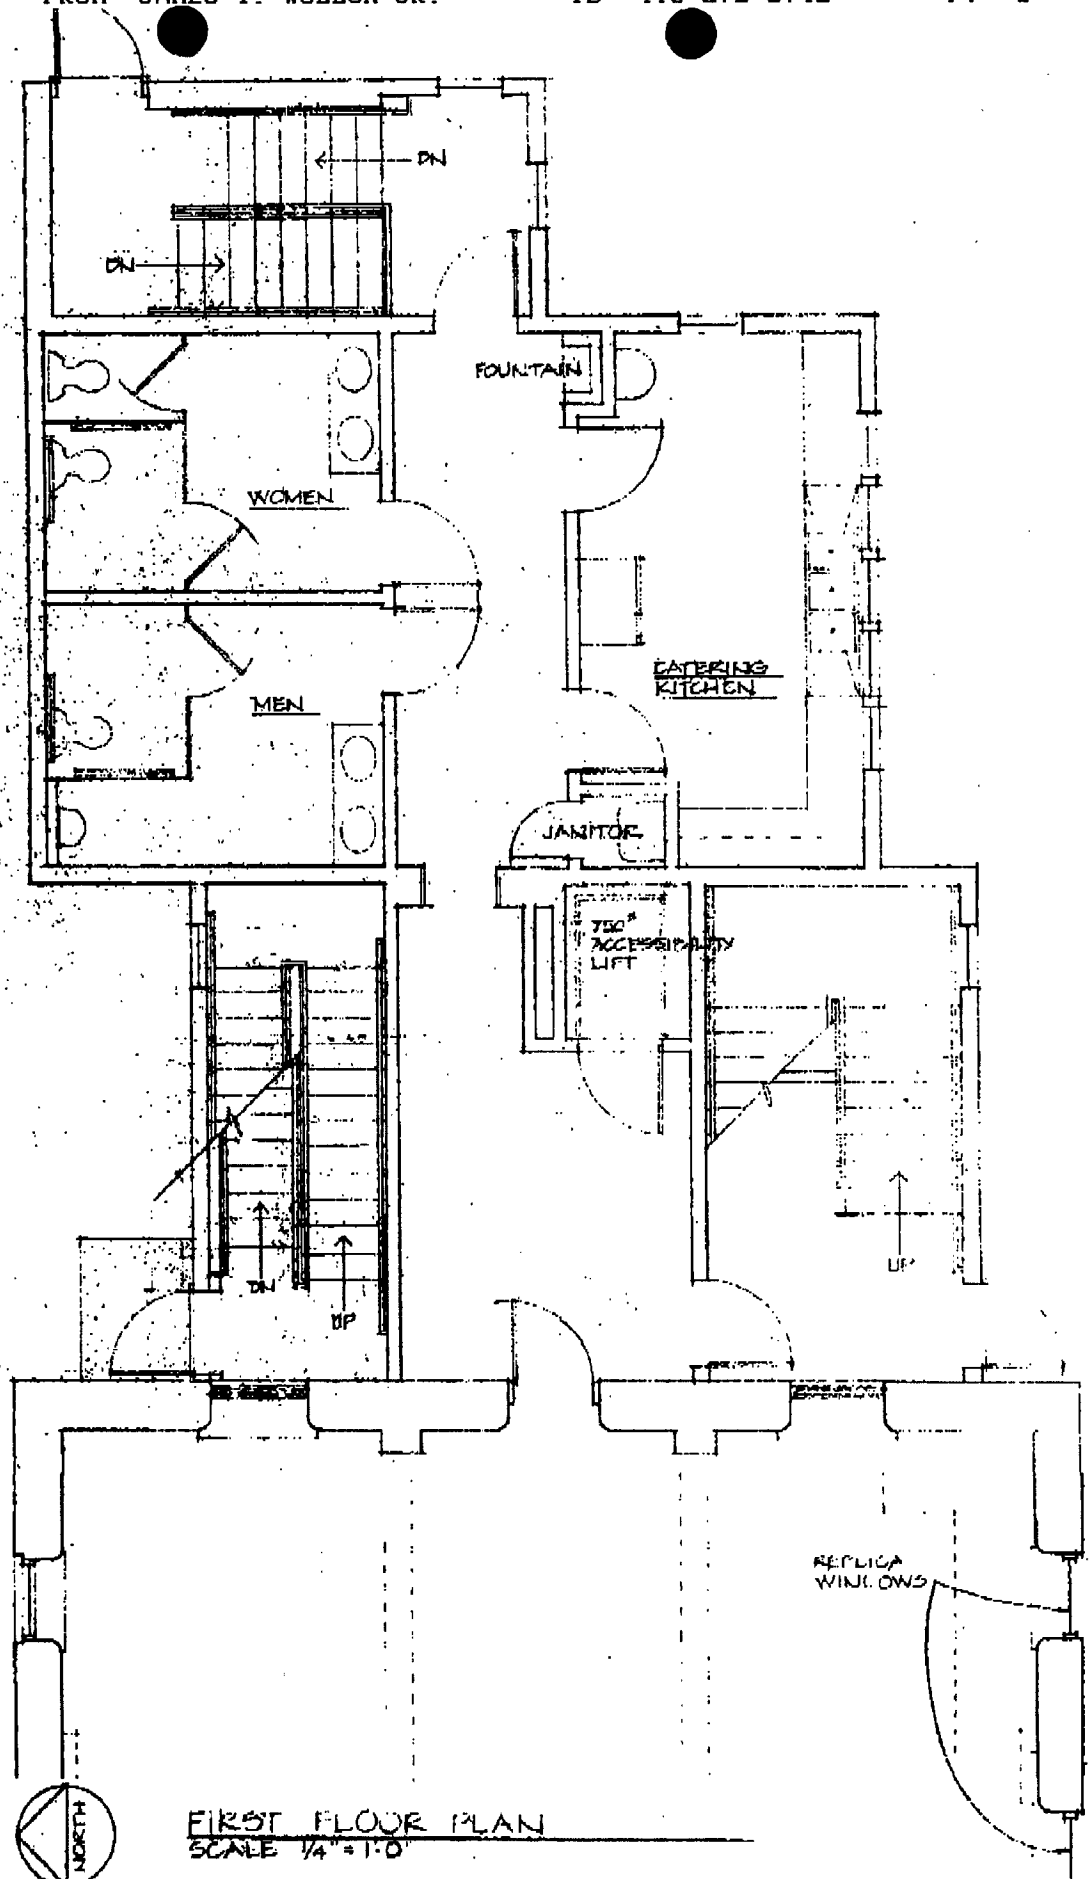 DN
DN
FOUNTAIN
WOMEN
CATERING
KITCHEN
MEN
JANITOR
750#
ACCESSIBILITY
LIFT
DN
UP
UP
REPLICA
WINDOWS
NORTH
FIRST FLOOR PLAN
SCALE 1/4" = 1'-0"